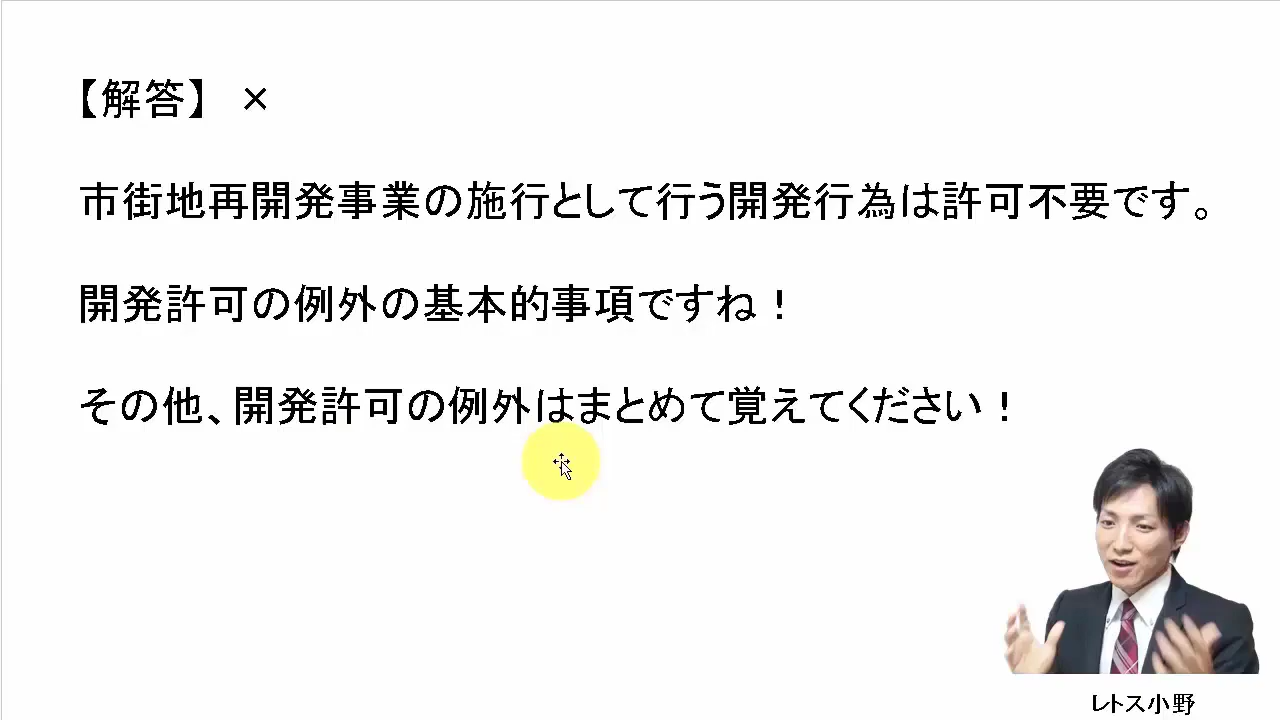 【解答】 ×
市街地再開発事業の施行として行う開発行為は許可不要です。
開発許可の例外の基本的事項ですね！
その他、開発許可の例外はまとめて覚えてください！
レトス小野